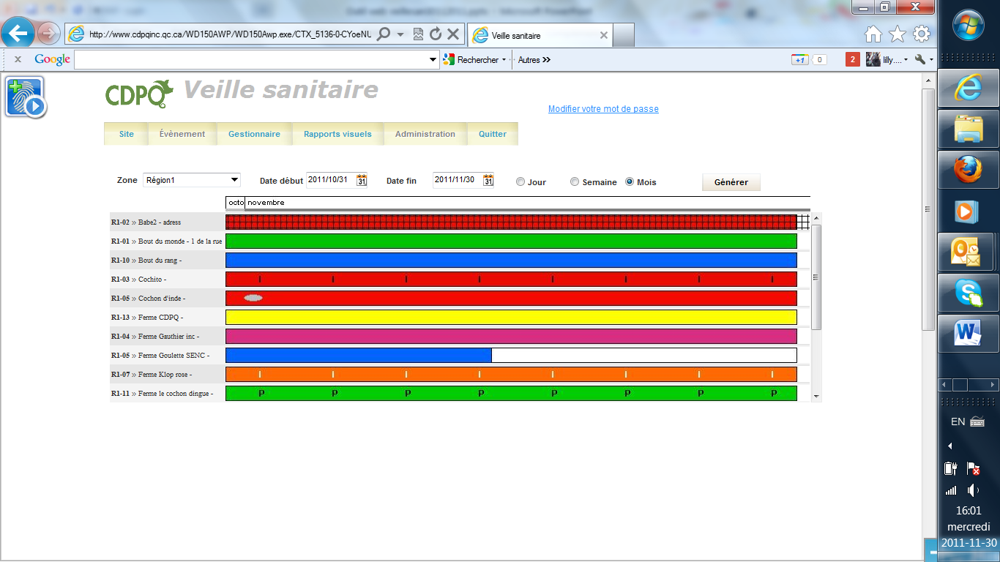 Veille sanitaire
http://www.cdpqinc.qc.ca/WD150AWP/WD150Awp.exe/CTX_5136-0-CYoeNU
x Google Rechercher Autres » +1 0 2 lilly....
CDPQ Veille sanitaire
Modifier votre mot de passe
Site Évènement Gestionnaire Rapports visuels Administration Quitter
Zone Région1 Date début 2011/10/31 31 Date fin 2011/11/30 31 Jour Semaine Mois Générer
octo novembre
R1-02 » Babe2 - adress
R1-01 » Bout du monde - 1 de la rue
R1-10 » Bout du rang -
R1-03 » Cochito - I I I I I I I I
R1-05 » Cochon d'inde -
R1-13 » Ferme CDPQ -
R1-04 » Ferme Gauthier inc -
R1-05 » Ferme Goulette SENC -
R1-07 » Ferme Klop rose - I I I I I I I I
R1-11 » Ferme le cochon dingue - P P P P P P P P
EN
16:01
mercredi
2011-11-30